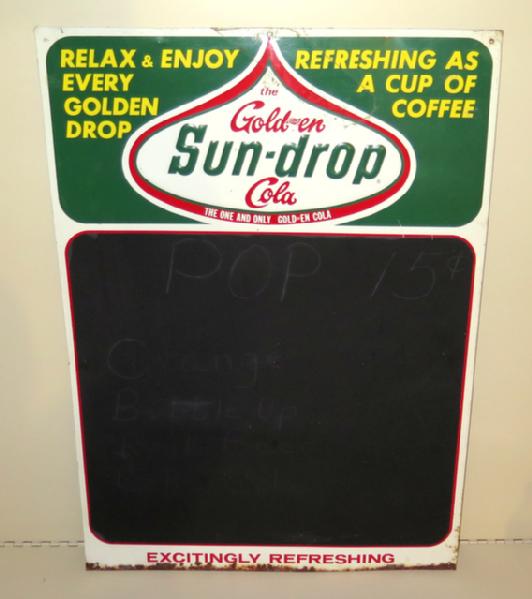 RELAX & ENJOY
EVERY
GOLDEN
DROP
REFRESHING AS
A CUP OF
COFFEE
the
Gold-en
Sun-drop
Cola
THE ONE AND ONLY GOLD-EN COLA
POP 15¢
Orange
EXCITINGLY REFRESHING